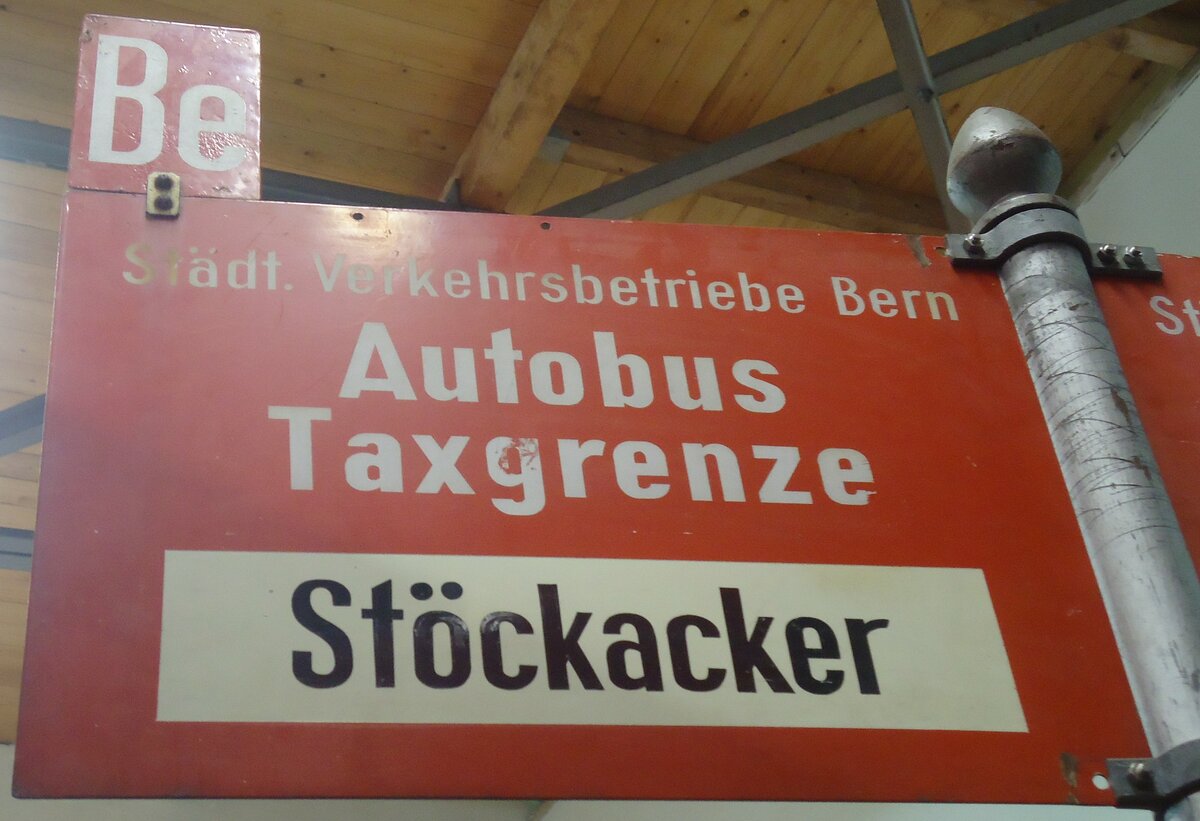 Be
Städt. Verkehrsbetriebe Bern
Autobus
Taxgrenze
Stöckacker